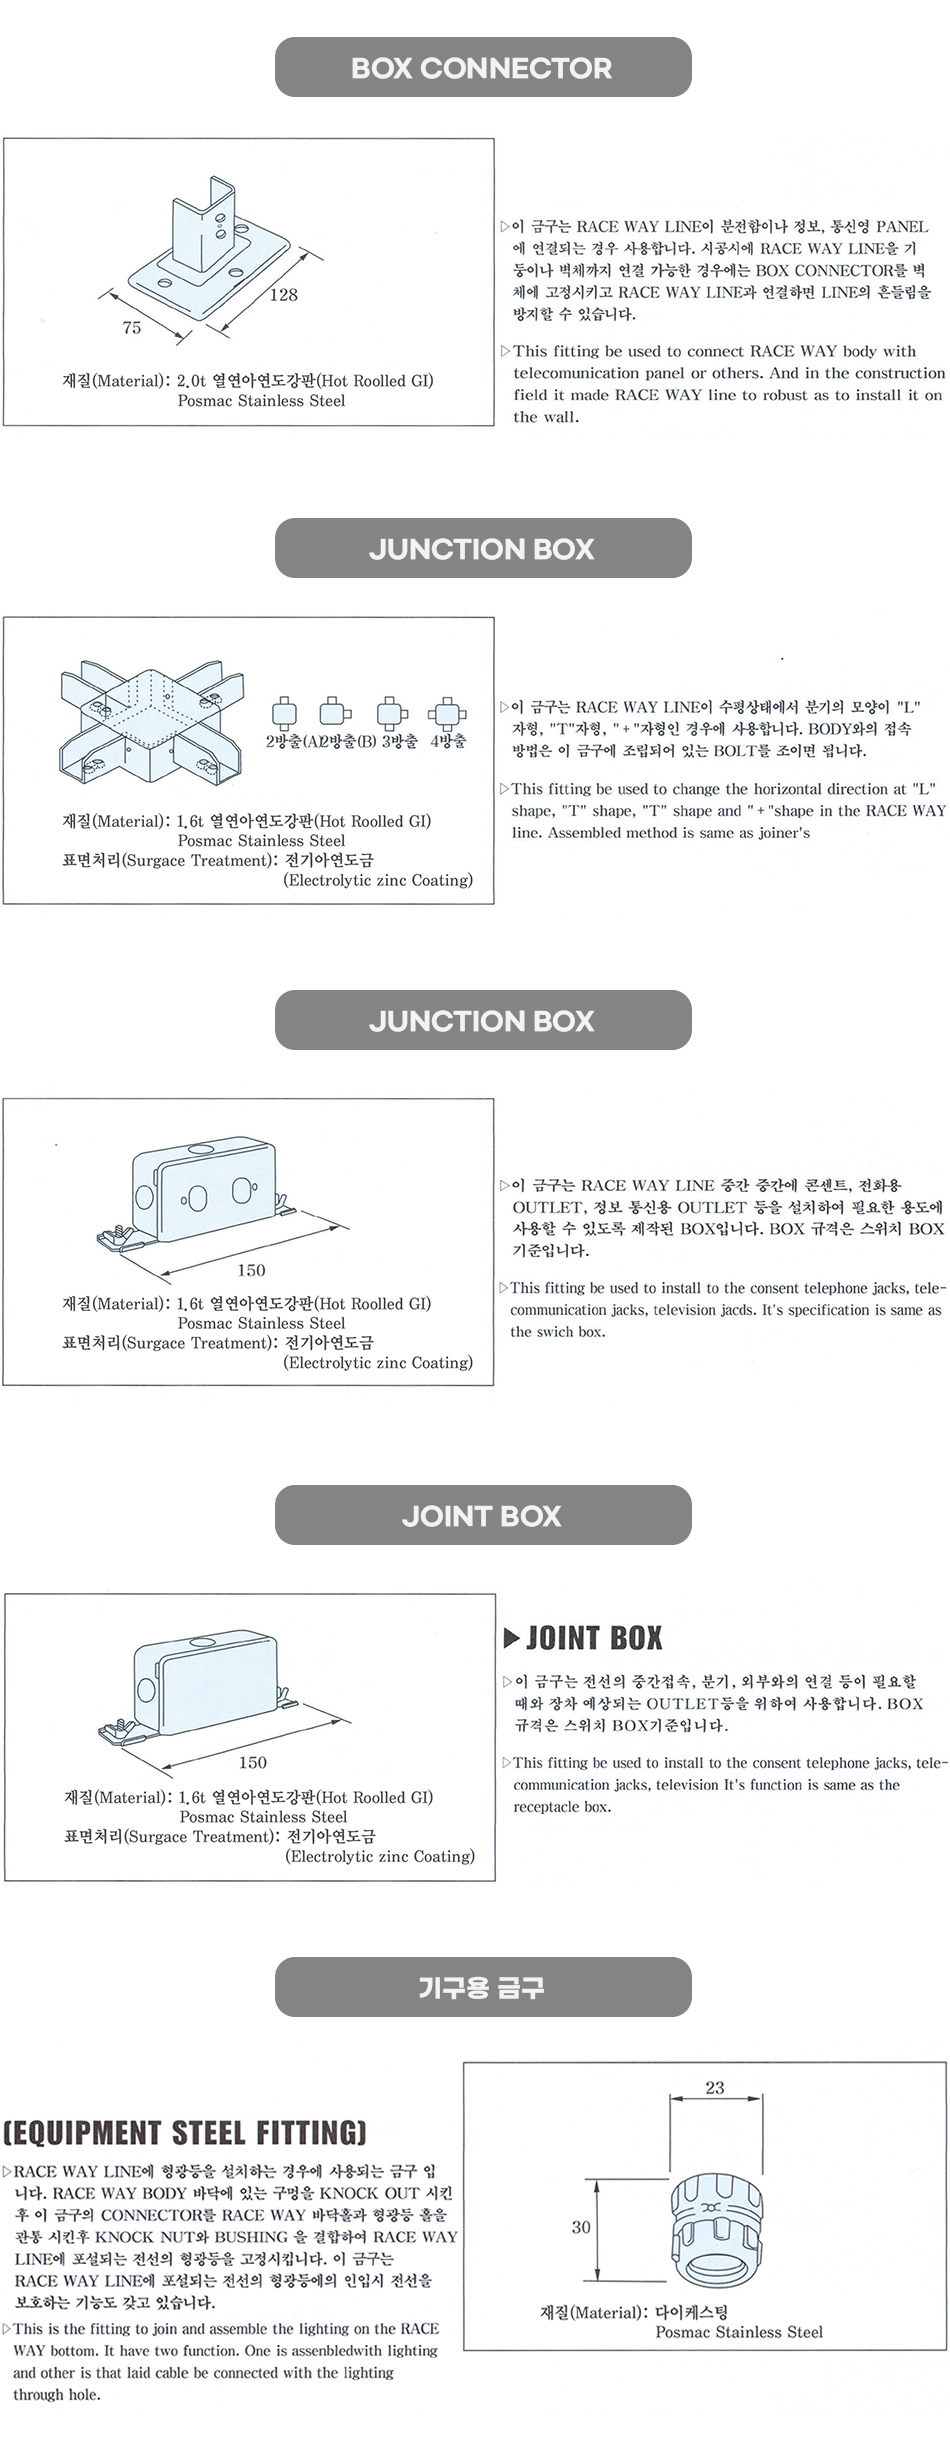 BOX CONNECTOR
128
75
재질(Material): 2.0t 열연아연도강판(Hot Roolled GI)
Posmac Stainless Steel
▷이 금구는 RACE WAY LINE이 분전함이나 정보, 통신영 PANEL
에 연결되는 경우 사용합니다. 시공시에 RACE WAY LINE을 기
둥이나 벽체까지 연결 가능한 경우에는 BOX CONNECTOR를 벽
체에 고정시키고 RACE WAY LINE과 연결하면 LINE의 흔들림을
방지할 수 있습니다.
▷This fitting be used to connect RACE WAY body with
telecomunication panel or others. And in the construction
field it made RACE WAY line to robust as to install it on
the wall.
JUNCTION BOX
2방출(A)2방출(B) 3방출 4방출
재질(Material): 1.6t 열연아연도강판(Hot Roolled GI)
Posmac Stainless Steel
표면처리(Surgace Treatment): 전기아연도금
(Electrolytic zinc Coating)
▷이 금구는 RACE WAY LINE이 수평상태에서 분기의 모양이 "L"
자형, "T"자형, "+"자형인 경우에 사용합니다. BODY와의 접속
방법은 이 금구에 조립되어 있는 BOLT를 조이면 됩니다.
▷This fitting be used to change the horizontal direction at "L"
shape, "T" shape, "T" shape and "+"shape in the RACE WAY
line. Assembled method is same as joiner's
JUNCTION BOX
150
재질(Material): 1.6t 열연아연도강판(Hot Roolled GI)
Posmac Stainless Steel
표면처리(Surgace Treatment): 전기아연도금
(Electrolytic zinc Coating)
▷이 금구는 RACE WAY LINE 중간 중간에 콘센트, 전화용
OUTLET, 정보 통신용 OUTLET 등을 설치하여 필요한 용도에
사용할 수 있도록 제작된 BOX입니다. BOX 규격은 스위치 BOX
기준입니다.
▷This fitting be used to install to the consent telephone jacks, tele-
communication jacks, television jacds. It's specification is same as
the swich box.
JOINT BOX
150
재질(Material): 1.6t 열연아연도강판(Hot Roolled GI)
Posmac Stainless Steel
표면처리(Surgace Treatment): 전기아연도금
(Electrolytic zinc Coating)
▶JOINT BOX
▷이 금구는 전선의 중간접속, 분기, 외부와의 연결 등이 필요할
때와 장차 예상되는 OUTLET등을 위하여 사용합니다. BOX
규격은 스위치 BOX기준입니다.
▷This fitting be used to install to the consent telephone jacks, tele-
communication jacks, television It's function is same as the
receptacle box.
기구용 금구
(EQUIPMENT STEEL FITTING)
▷RACE WAY LINE에 형광등을 설치하는 경우에 사용되는 금구 입
니다. RACE WAY BODY 바닥에 있는 구멍을 KNOCK OUT 시킨
후 이 금구의 CONNECTOR를 RACE WAY 바닥홀과 형광등 홀을
관통 시킨후 KNOCK NUT와 BUSHING 을 결합하여 RACE WAY
LINE에 포설되는 전선의 형광등을 고정시킵니다. 이 금구는
RACE WAY LINE에 포설되는 전선의 형광등에의 인입시 전선을
보호하는 기능도 갖고 있습니다.
▷This is the fitting to join and assemble the lighting on the RACE
WAY bottom. It have two function. One is assenbledwith lighting
and other is that laid cable be connected with the lighting
through hole.
23
30
재질(Material): 다이케스팅
Posmac Stainless Steel